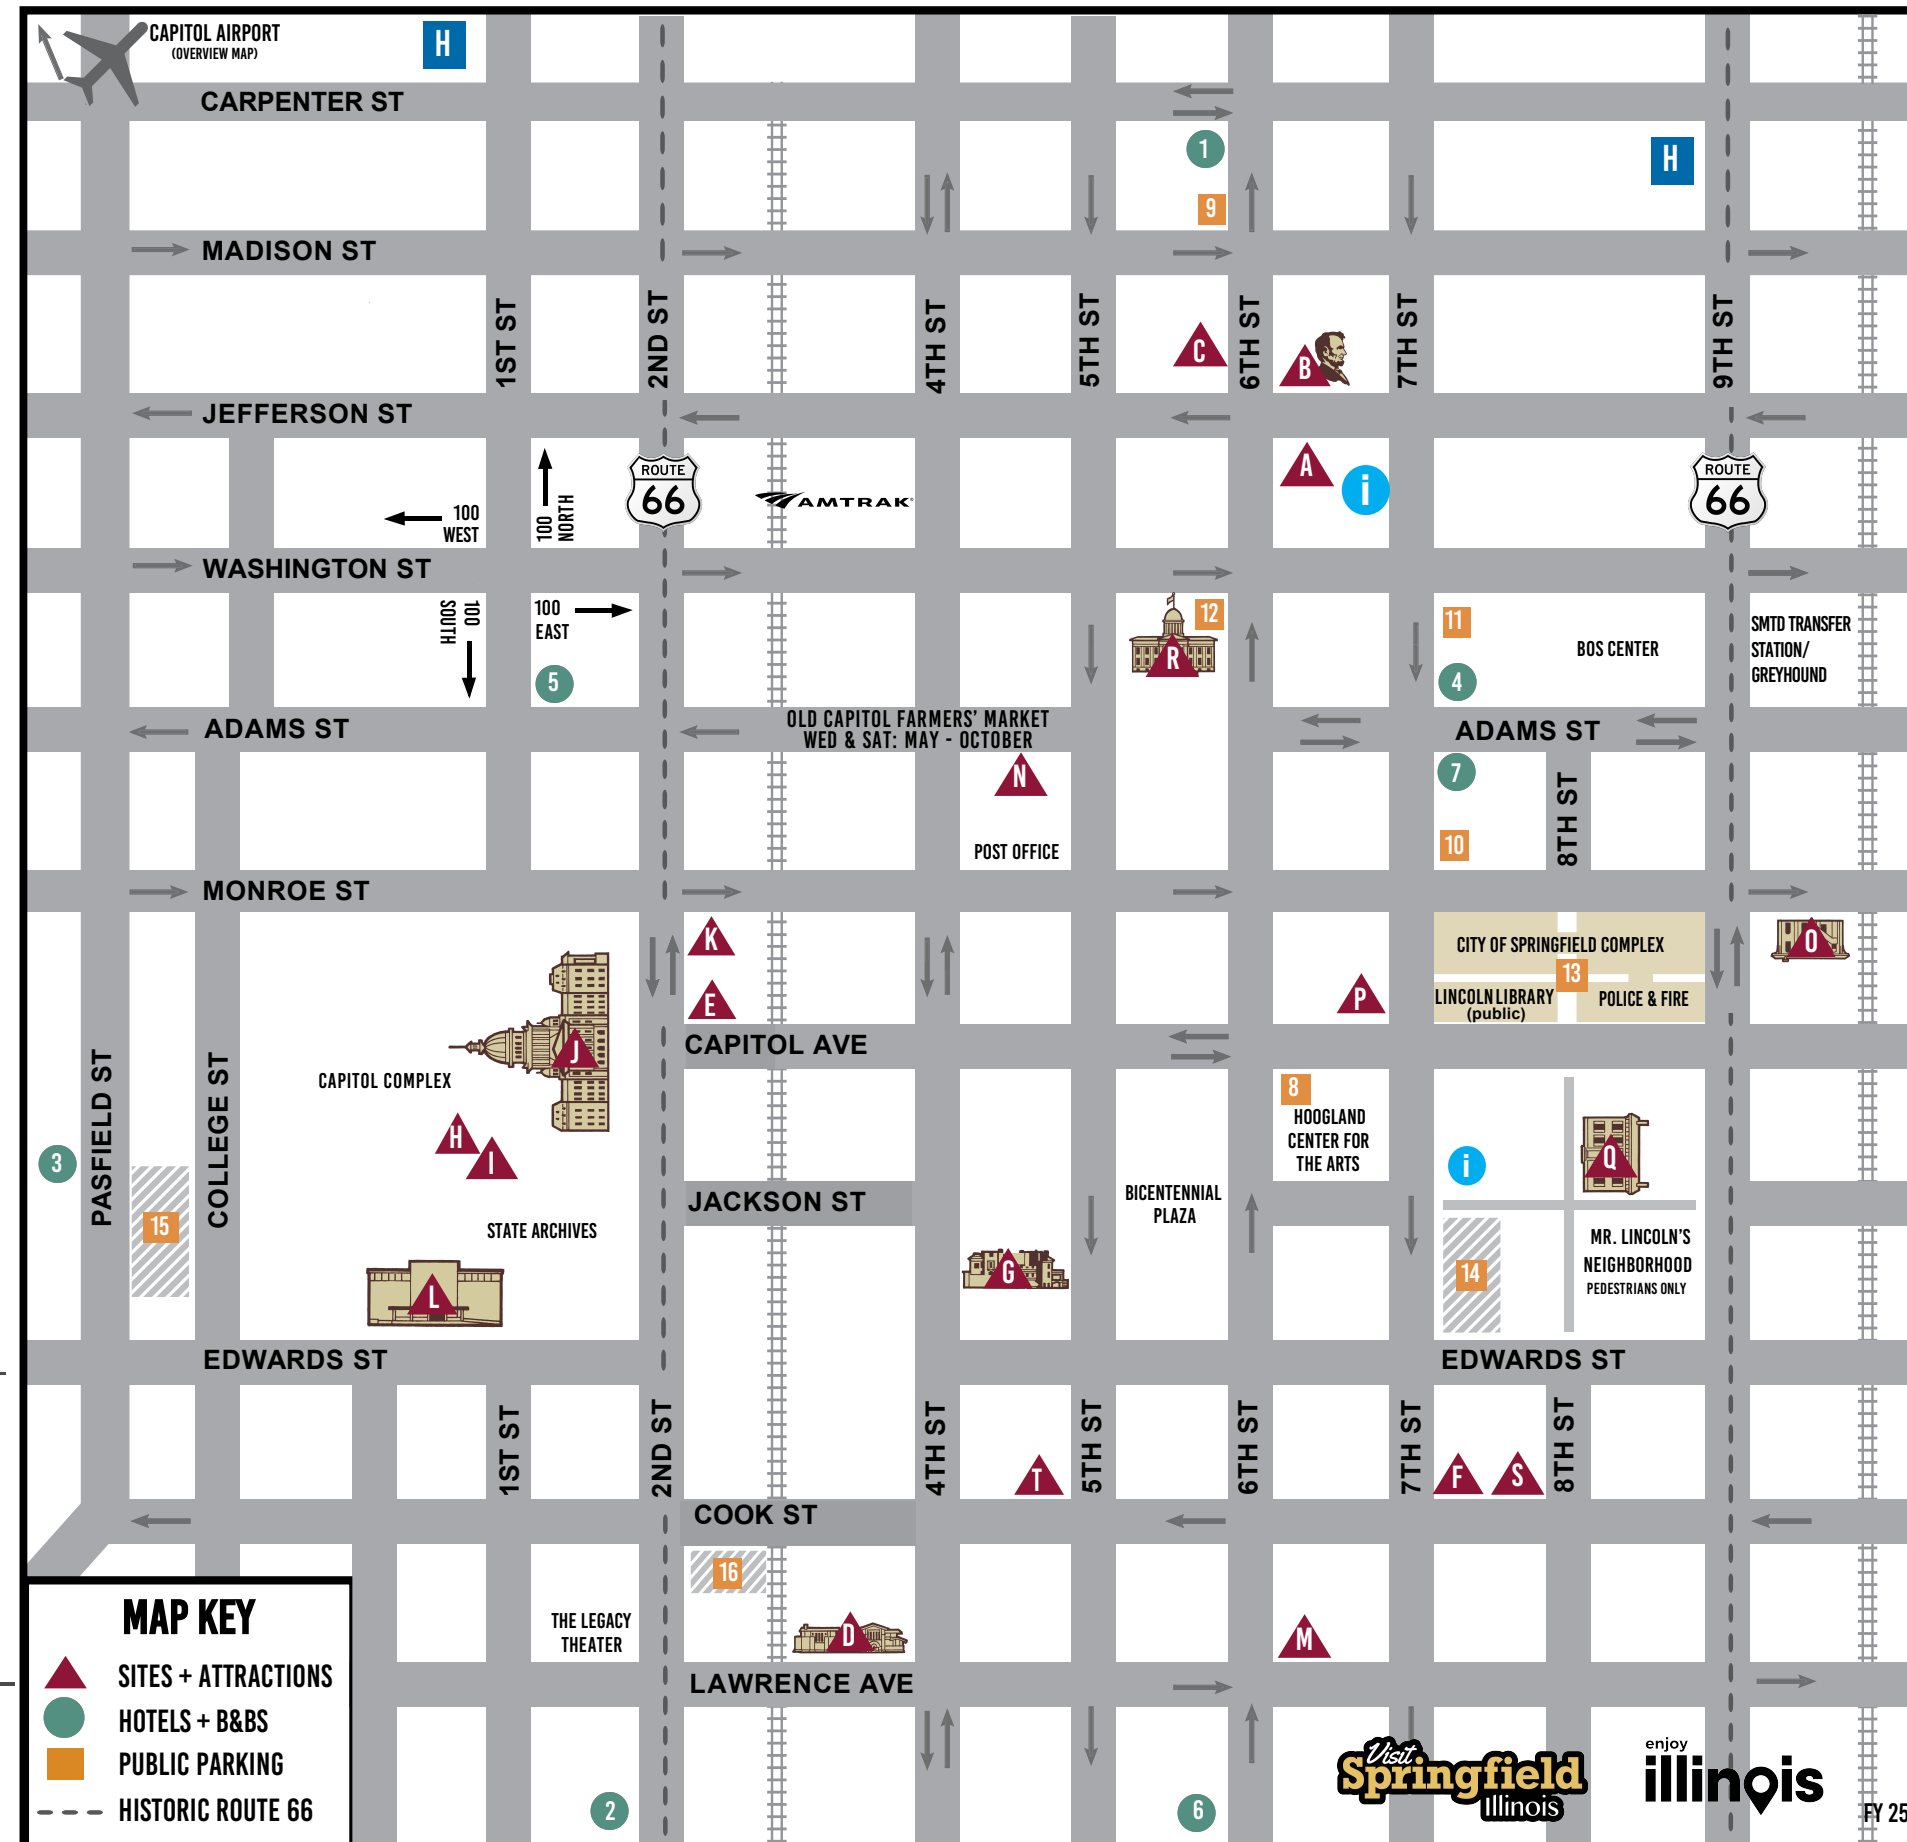 CAPITOL AIRPORT
(OVERVIEW MAP)
H
CARPENTER ST
1
9
H
MADISON ST
1ST ST
2ND ST
4TH ST
5TH ST
6TH ST
7TH ST
9TH ST
C
B
JEFFERSON ST
100
WEST
100
NORTH
ROUTE
66
AMTRAK
A
i
ROUTE
66
WASHINGTON ST
100
SOUTH
100
EAST
5
R
12
11
4
BOS CENTER
SMTD TRANSFER
STATION/
GREYHOUND
ADAMS ST
OLD CAPITOL FARMERS' MARKET
WED & SAT: MAY - OCTOBER
ADAMS ST
N
POST OFFICE
7
10
8TH ST
MONROE ST
K
E
P
CITY OF SPRINGFIELD COMPLEX
13
LINCOLN LIBRARY
(public)
POLICE & FIRE
O
J
CAPITOL AVE
CAPITOL COMPLEX
H
I
8
HOOGLAND
CENTER FOR
THE ARTS
i
Q
3
PASFIELD ST
COLLEGE ST
15
JACKSON ST
BICENTENNIAL
PLAZA
STATE ARCHIVES
L
G
14
MR. LINCOLN'S
NEIGHBORHOOD
PEDESTRIANS ONLY
EDWARDS ST
EDWARDS ST
1ST ST
2ND ST
4TH ST
5TH ST
6TH ST
7TH ST
8TH ST
T
F
S
COOK ST
16
THE LEGACY
THEATER
D
M
LAWRENCE AVE
MAP KEY
SITES + ATTRACTIONS
HOTELS + B&BS
PUBLIC PARKING
HISTORIC ROUTE 66
2
6
Visit
Springfield
Illinois
enjoy
illinois
FY 25